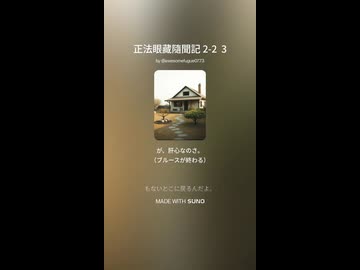 正法眼蔵随聞記 2-2 3
by @awesomefugue0773
が、肝心なのさ。
（ブルースが終わる）
もないとこに戻るんだよ。
MADE WITH SUNO